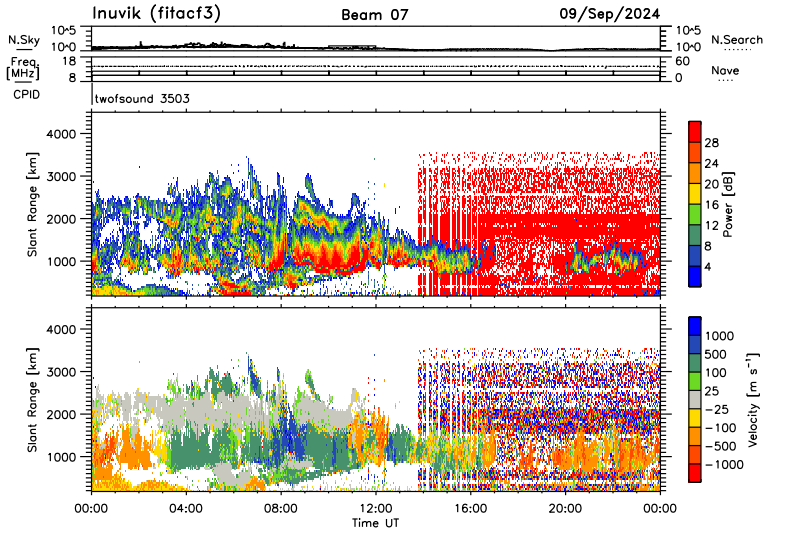 Inuvik (fitacf3) Beam 07 09/Sep/2024
N.Sky 10^5 10^0 10^5 10^0 N.Search
Freq. [MHz] 18 8 60 0 Nave
CPID twofsound 3503
Slant Range [km] 4000 3000 2000 1000
28 24 20 16 12 8 4 Power [dB]
Slant Range [km] 4000 3000 2000 1000
1000 500 100 25 −25 −100 −500 −1000 Velocity [m s⁻¹]
00:00 04:00 08:00 12:00 16:00 20:00 00:00
Time UT